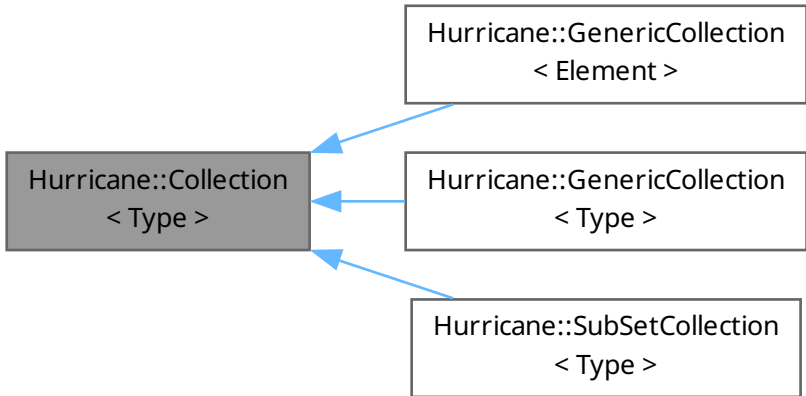 Hurricane::GenericCollection
< Element >
Hurricane::Collection
< Type >
Hurricane::GenericCollection
< Type >
Hurricane::SubSetCollection
< Type >